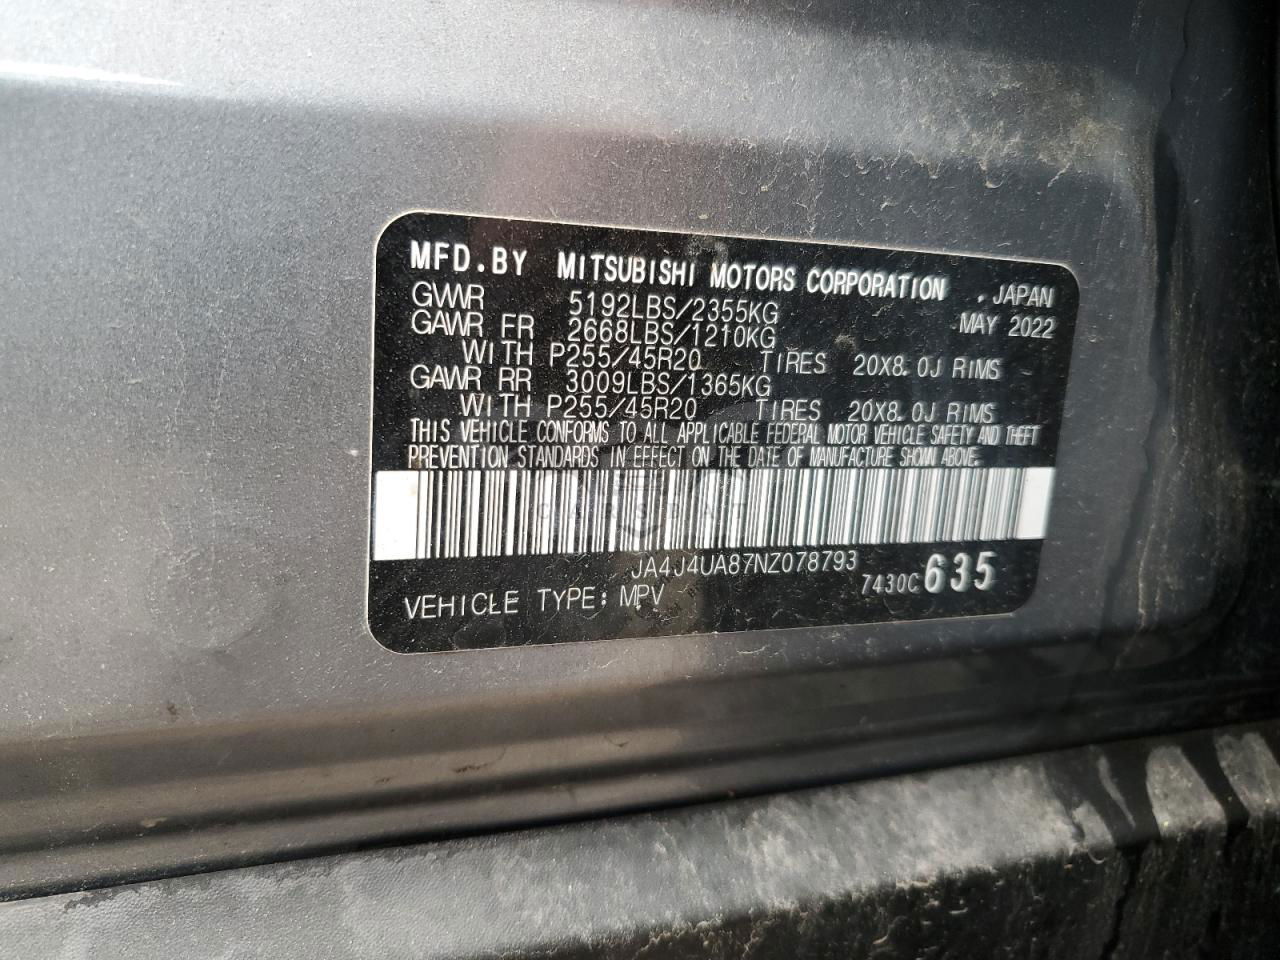 MFD.BY MITSUBISHI MOTORS CORPORATION . JAPAN
GVWR 5192LBS/2355KG MAY 2022
GAWR FR 2668LBS/1210KG
WITH P255/45R20 TIRES 20X8.0J RIMS
GAWR RR 3009LBS/1365KG
WITH P255/45R20 TIRES 20X8.0J RIMS
THIS VEHICLE CONFORMS TO ALL APPLICABLE FEDERAL MOTOR VEHICLE SAFETY AND THEFT
PREVENTION STANDARDS IN EFFECT ON THE DATE OF MANUFACTURE SHOWN ABOVE.
JA4J4UA87NZ078793
7430C 635
VEHICLE TYPE: MPV